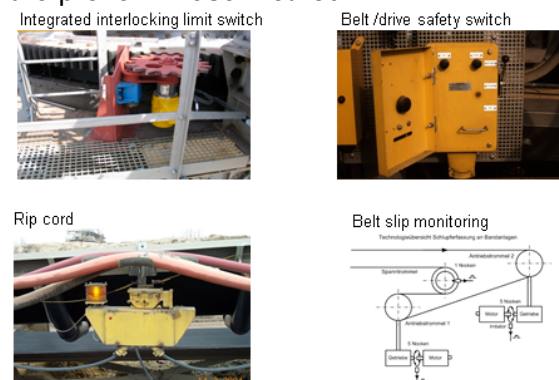 Integrated interlocking limit switch
Belt /drive safety switch
Rip cord
Belt slip monitoring
Technologieübersicht Schlupferfassung an Bandanlagen
Antriebstrommel 2
1 Nocken
Spanntrommel
5 Nocken
Motor
Getriebe
Initiator
Antriebstrommel 1
5 Nocken
Getriebe
Motor